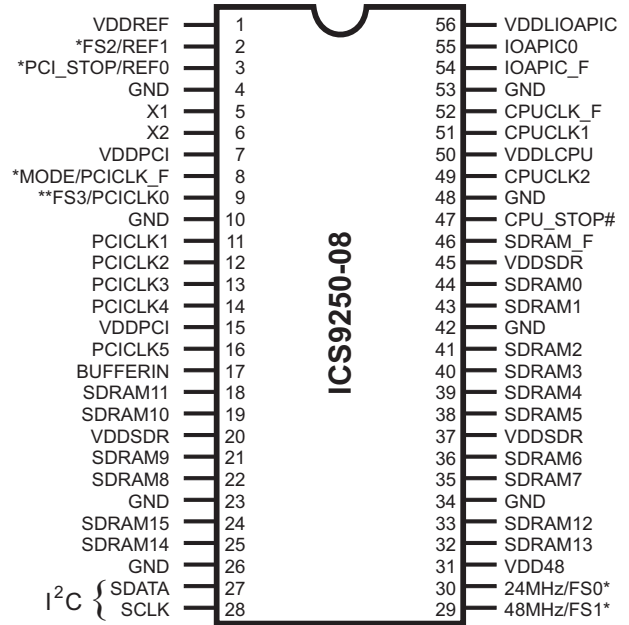 VDDREF 1 56 VDDLIOAPIC
*FS2/REF1 2 55 IOAPIC0
*PCI_STOP/REF0 3 54 IOAPIC_F
GND 4 53 GND
X1 5 52 CPUCLK_F
X2 6 51 CPUCLK1
VDDPCI 7 50 VDDLCPU
*MODE/PCICLK_F 8 49 CPUCLK2
**FS3/PCICLK0 9 48 GND
GND 10 47 CPU_STOP#
PCICLK1 11 46 SDRAM_F
PCICLK2 12 45 VDDSDR
PCICLK3 13 44 SDRAM0
PCICLK4 14 43 SDRAM1
VDDPCI 15 42 GND
PCICLK5 16 41 SDRAM2
BUFFERIN 17 40 SDRAM3
SDRAM11 18 39 SDRAM4
SDRAM10 19 38 SDRAM5
VDDSDR 20 37 VDDSDR
SDRAM9 21 36 SDRAM6
SDRAM8 22 35 SDRAM7
GND 23 34 GND
SDRAM15 24 33 SDRAM12
SDRAM14 25 32 SDRAM13
GND 26 31 VDD48
I²C { SDATA 27 30 24MHz/FS0*
SCLK 28 29 48MHz/FS1*
ICS9250-08